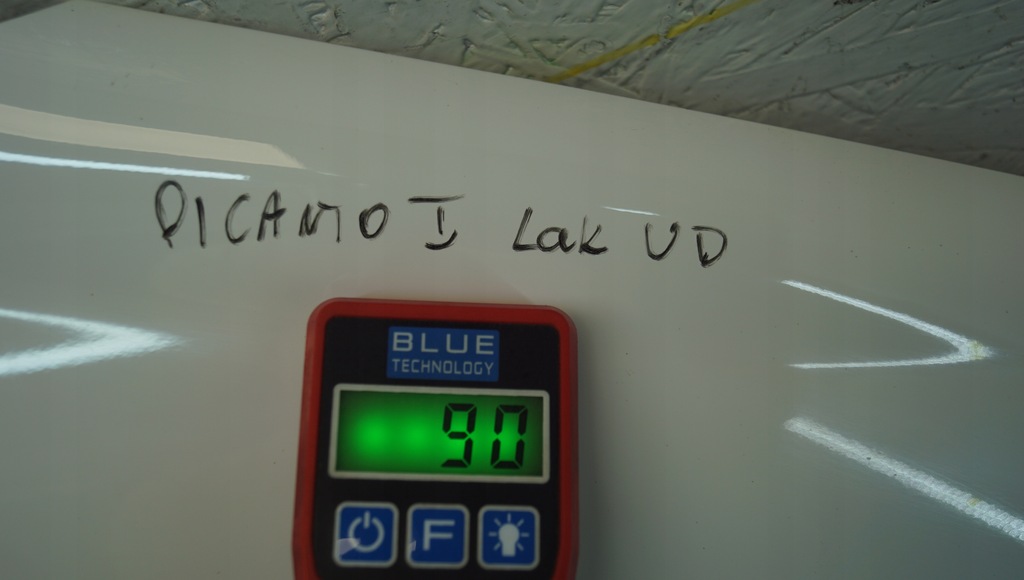 DICAMO I Lak UD
BLUE
TECHNOLOGY
90
F